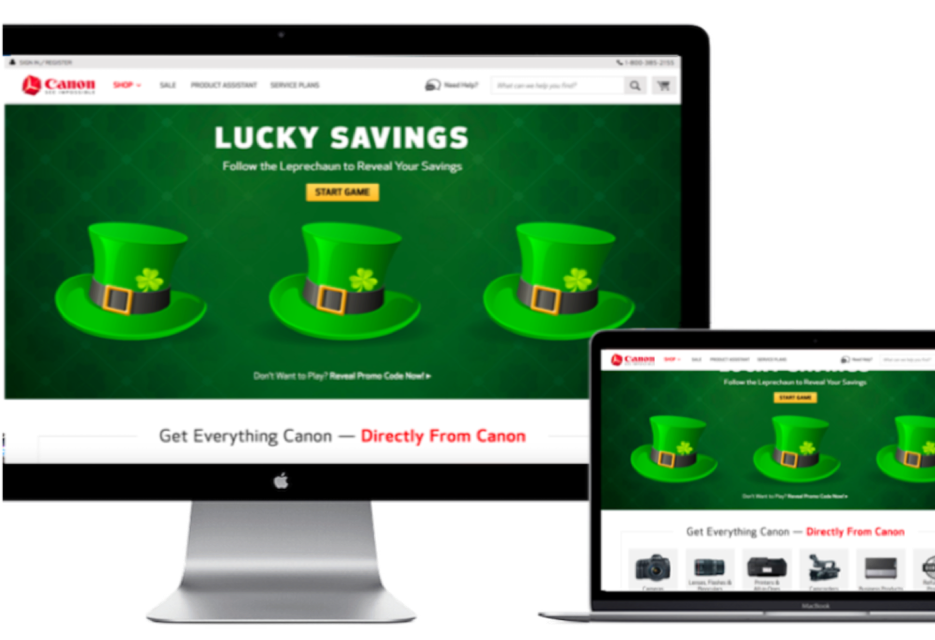 SIGN IN / REGISTER
1-800-385-2155
Canon
SEE IMPOSSIBLE
SHOP
SALE
PRODUCT ASSISTANT
SERVICE PLANS
Need Help?
What can we help you find?
LUCKY SAVINGS
Follow the Leprechaun to Reveal Your Savings
START GAME
Don't Want to Play? Reveal Promo Code Now!
Get Everything Canon — Directly From Canon
Canon
SHOP
SALE
PRODUCT ASSISTANT
SERVICE PLANS
Need Help?
What can we help you find?
Follow the Leprechaun to Reveal Your Savings
START GAME
Don't Want to Play? Reveal Promo Code Now!
Get Everything Canon — Directly From Canon
Cameras
Lenses, Flashes &
Printers &
Camcorders
Business Products
MacBook